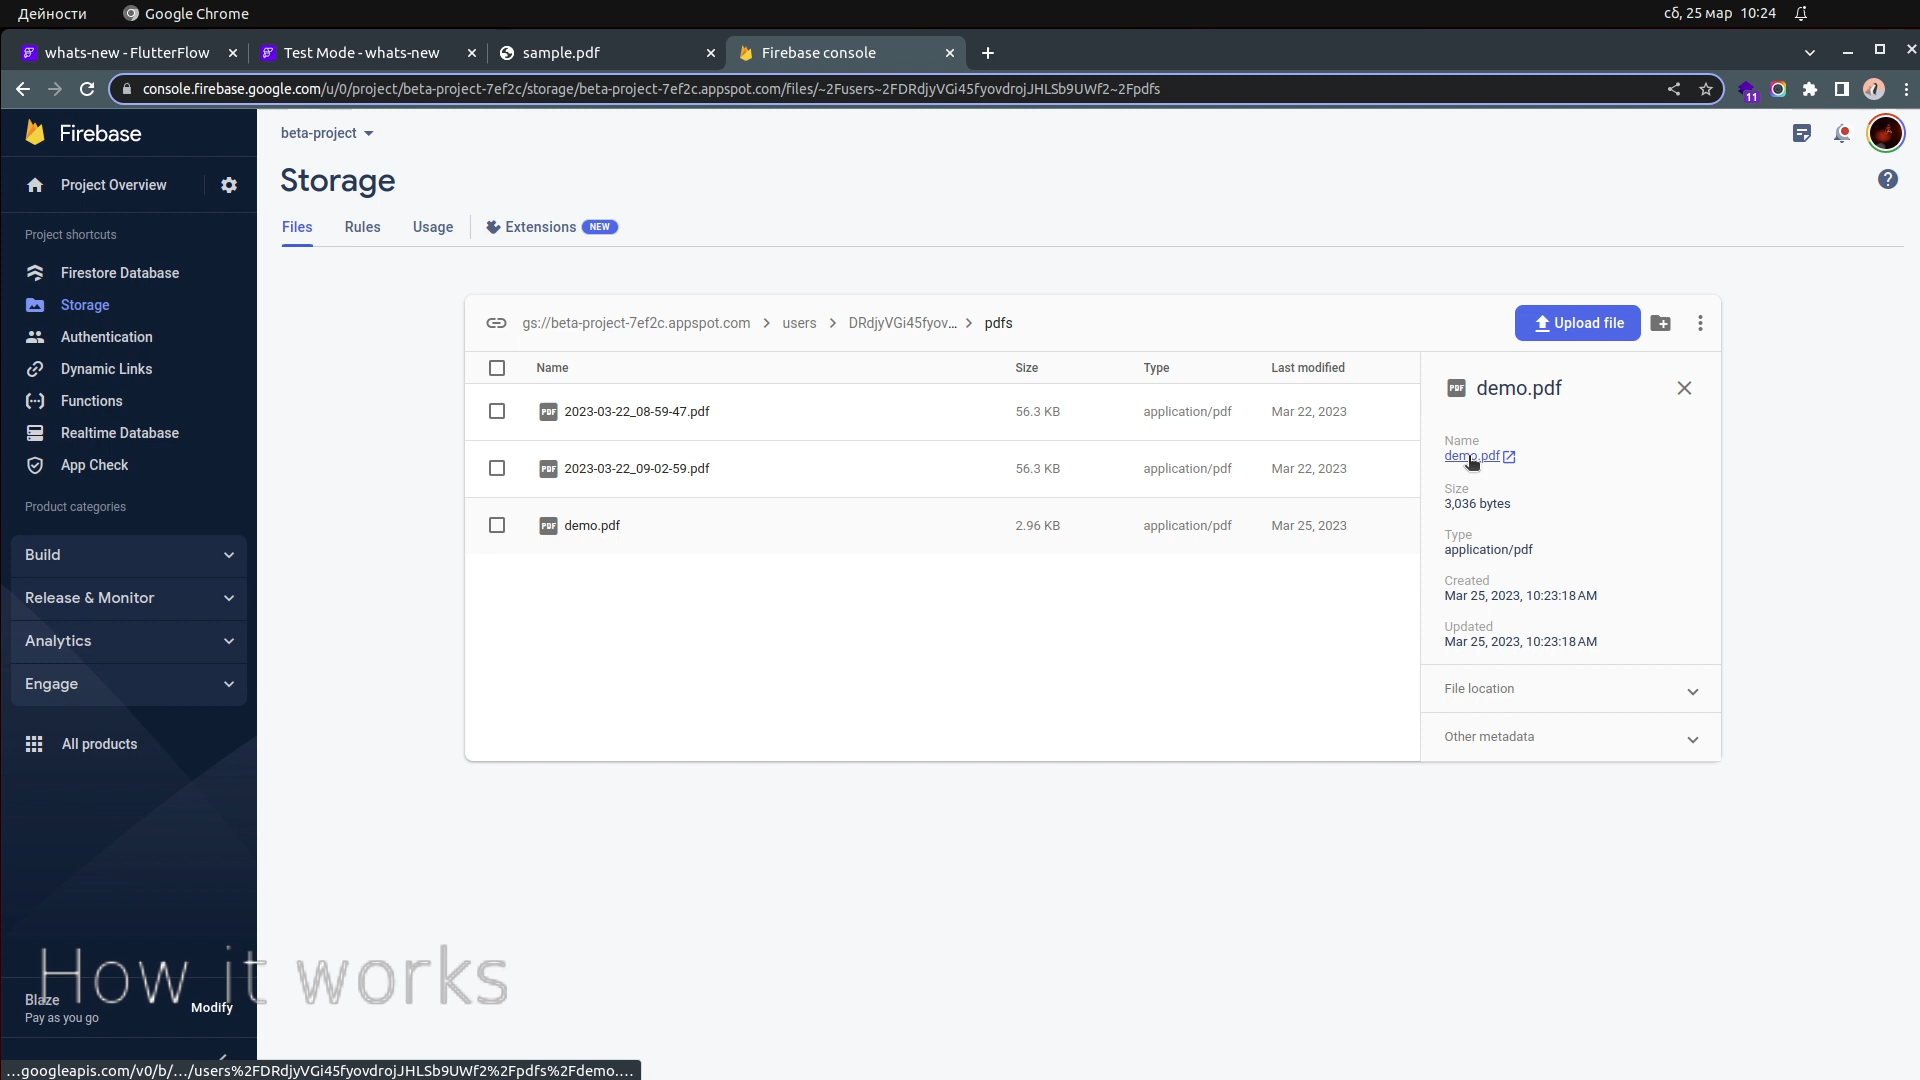 Дейности
Google Chrome
сб, 25 мар 10:24
whats-new - FlutterFlow
Test Mode - whats-new
sample.pdf
Firebase console
console.firebase.google.com/u/0/project/beta-project-7ef2c/storage/beta-project-7ef2c.appspot.com/files/~2Fusers~2FDRdjyVGi45fyovdrojJHLSb9UWf2~2Fpdfs
11
Firebase
Project Overview
Project shortcuts
Firestore Database
Storage
Authentication
Dynamic Links
Functions
Realtime Database
App Check
Product categories
Build
Release & Monitor
Analytics
Engage
All products
Blaze
Pay as you go
Modify
beta-project
Storage
Files
Rules
Usage
Extensions NEW
gs://beta-project-7ef2c.appspot.com > users > DRdjyVGi45fyov... > pdfs
Upload file
Name Size Type Last modified
PDF 2023-03-22_08-59-47.pdf 56.3 KB application/pdf Mar 22, 2023
PDF 2023-03-22_09-02-59.pdf 56.3 KB application/pdf Mar 22, 2023
PDF demo.pdf 2.96 KB application/pdf Mar 25, 2023
PDF demo.pdf
Name
demo.pdf
Size
3,036 bytes
Type
application/pdf
Created
Mar 25, 2023, 10:23:18 AM
Updated
Mar 25, 2023, 10:23:18 AM
File location
Other metadata
How it works
...googleapis.com/v0/b/.../users%2FDRdjyVGi45fyovdrojJHLSb9UWf2%2Fpdfs%2Fdemo....